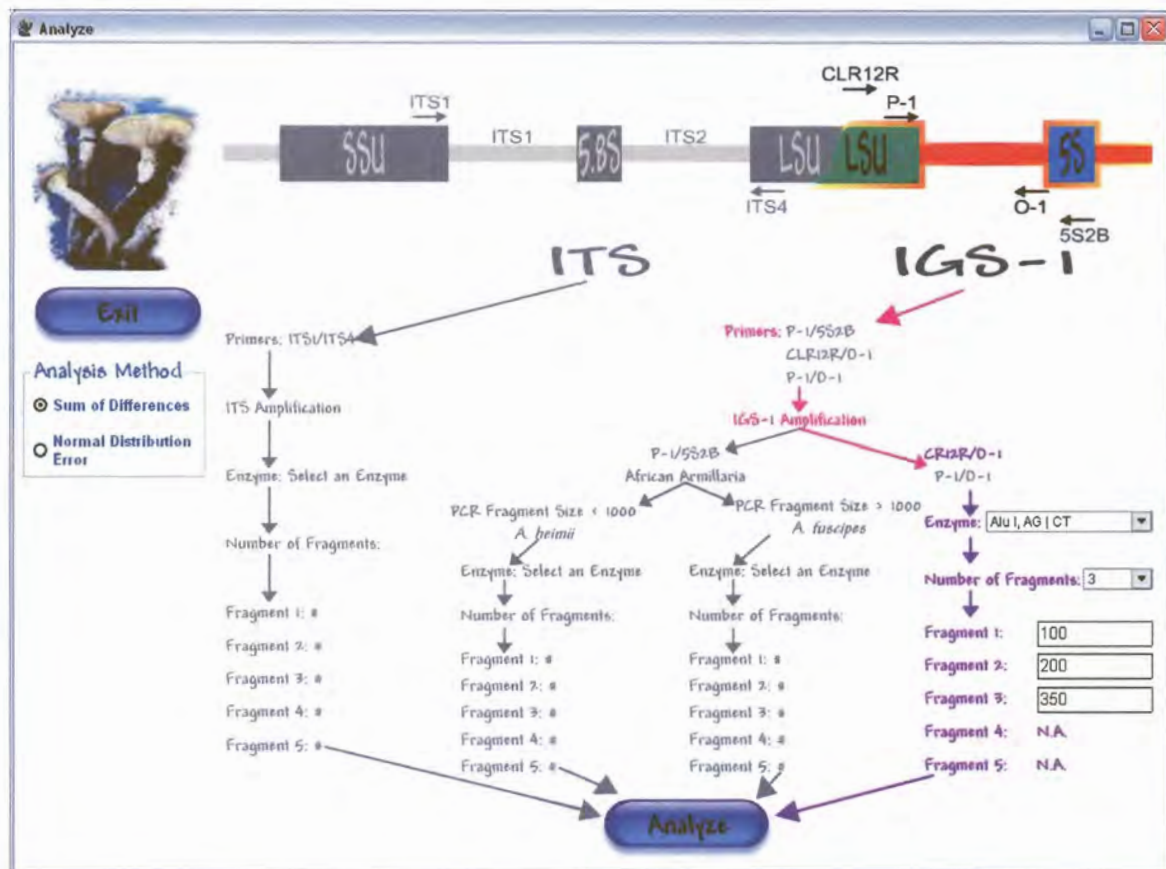 Analyze
CLR12R
ITS1
P-1
SSU
ITS1
5.8S
ITS2
LSU
LSU
5S
ITS4
O-1
5S2B
ITS
IGS-1
Exit
Analysis Method
Sum of Differences
Normal Distribution
Error
Primers: ITS1/ITS4
ITS Amplification
Enzyme: Select an Enzyme
Number of Fragments:
Fragment 1: #
Fragment 2: #
Fragment 3: #
Fragment 4: #
Fragment 5: #
Primers: P-1/5S2B
CLR12R/O-1
P-1/O-1
IGS-1 Amplification
P-1/5S2B
African Armillaria
PCR Fragment Size < 1000
A. heimii
Enzyme: Select an Enzyme
Number of Fragments:
Fragment 1: #
Fragment 2: #
Fragment 3: #
Fragment 4: #
Fragment 5: #
PCR Fragment Size > 1000
A. fuscipes
Enzyme: Select an Enzyme
Number of Fragments:
Fragment 1: #
Fragment 2: #
Fragment 3: #
Fragment 4: #
Fragment 5: #
CR12R/O-1
P-1/O-1
Enzyme: Alu I, AG | CT
Number of Fragments: 3
Fragment 1: 100
Fragment 2: 200
Fragment 3: 350
Fragment 4: N.A.
Fragment 5: N.A.
Analyze